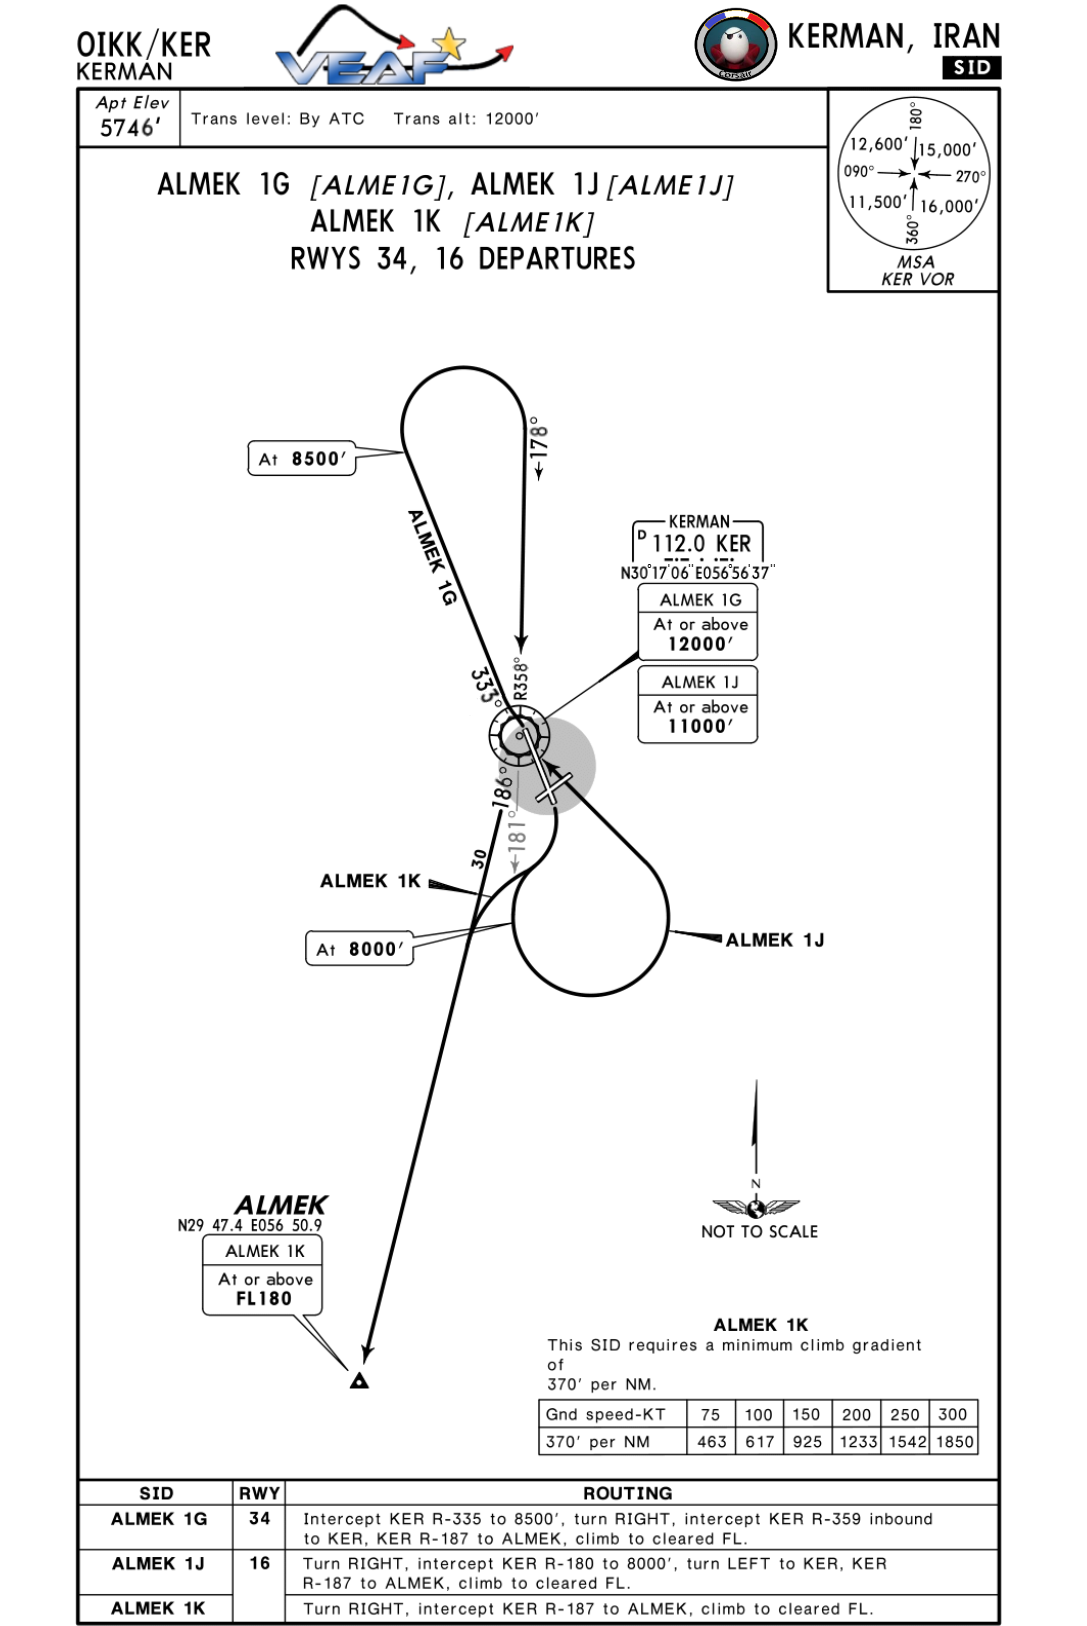 OIKK/KER
KERMAN
VEAF
Corsair
KERMAN, IRAN
SID
Apt Elev
5746'
Trans level: By ATC Trans alt: 12000'
180°
12,600' 15,000'
090° 270°
11,500' 16,000'
360°
MSA
KER VOR
ALMEK 1G [ALME1G], ALMEK 1J [ALME1J]
ALMEK 1K [ALME1K]
RWYS 34, 16 DEPARTURES
178°
At 8500'
ALMEK 1G
KERMAN
D 112.0 KER
N30°17'06" E056°56'37"
ALMEK 1G
At or above
12000'
ALMEK 1J
At or above
11000'
333°
R358°
186°
181°
30
ALMEK 1K
At 8000'
ALMEK 1J
ALMEK
N29 47.4 E056 50.9
ALMEK 1K
At or above
FL180
N
NOT TO SCALE
ALMEK 1K
This SID requires a minimum climb gradient
of
370' per NM.
Gnd speed-KT 75 100 150 200 250 300
370' per NM 463 617 925 1233 1542 1850
SID RWY ROUTING
ALMEK 1G 34 Intercept KER R-335 to 8500', turn RIGHT, intercept KER R-359 inbound
to KER, KER R-187 to ALMEK, climb to cleared FL.
ALMEK 1J 16 Turn RIGHT, intercept KER R-180 to 8000', turn LEFT to KER, KER
R-187 to ALMEK, climb to cleared FL.
ALMEK 1K Turn RIGHT, intercept KER R-187 to ALMEK, climb to cleared FL.